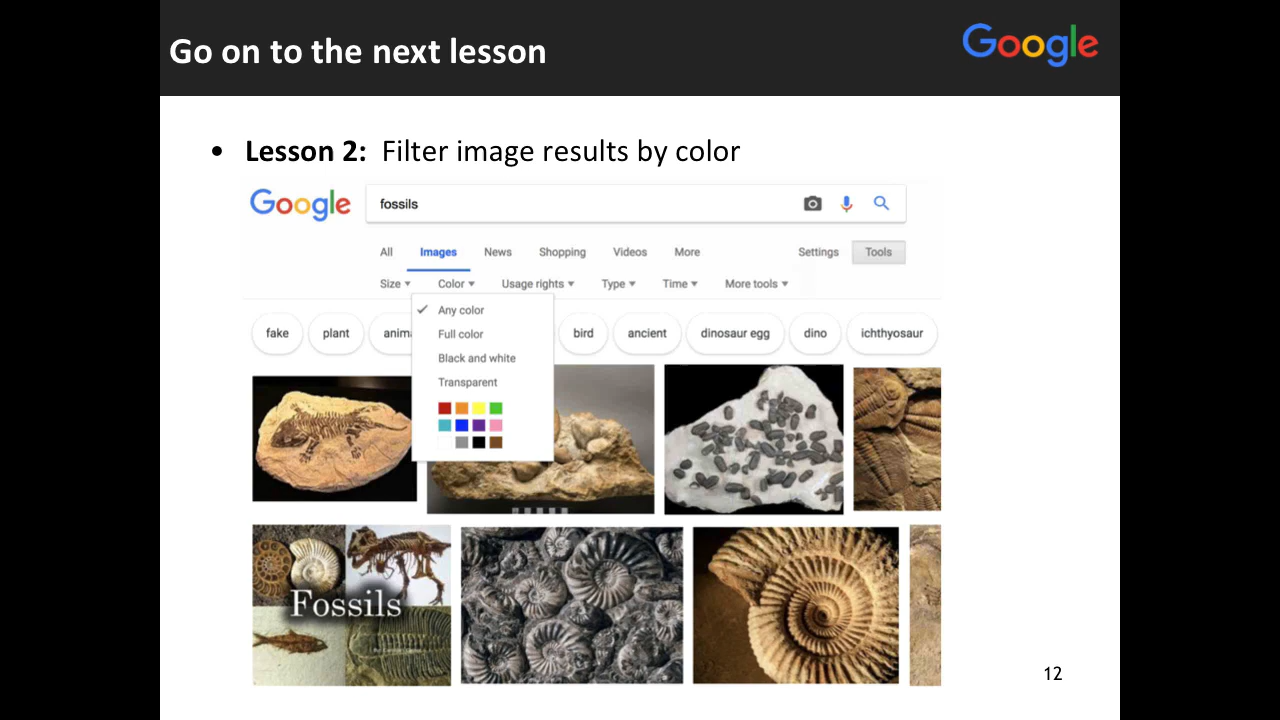 Go on to the next lesson
Google
• Lesson 2: Filter image results by color
Google
fossils
All Images News Shopping Videos More Settings Tools
Size Color Usage rights Type Time More tools
Any color
Full color
Black and white
Transparent
fake plant anim bird ancient dinosaur egg dino ichthyosaur
Fossils
12